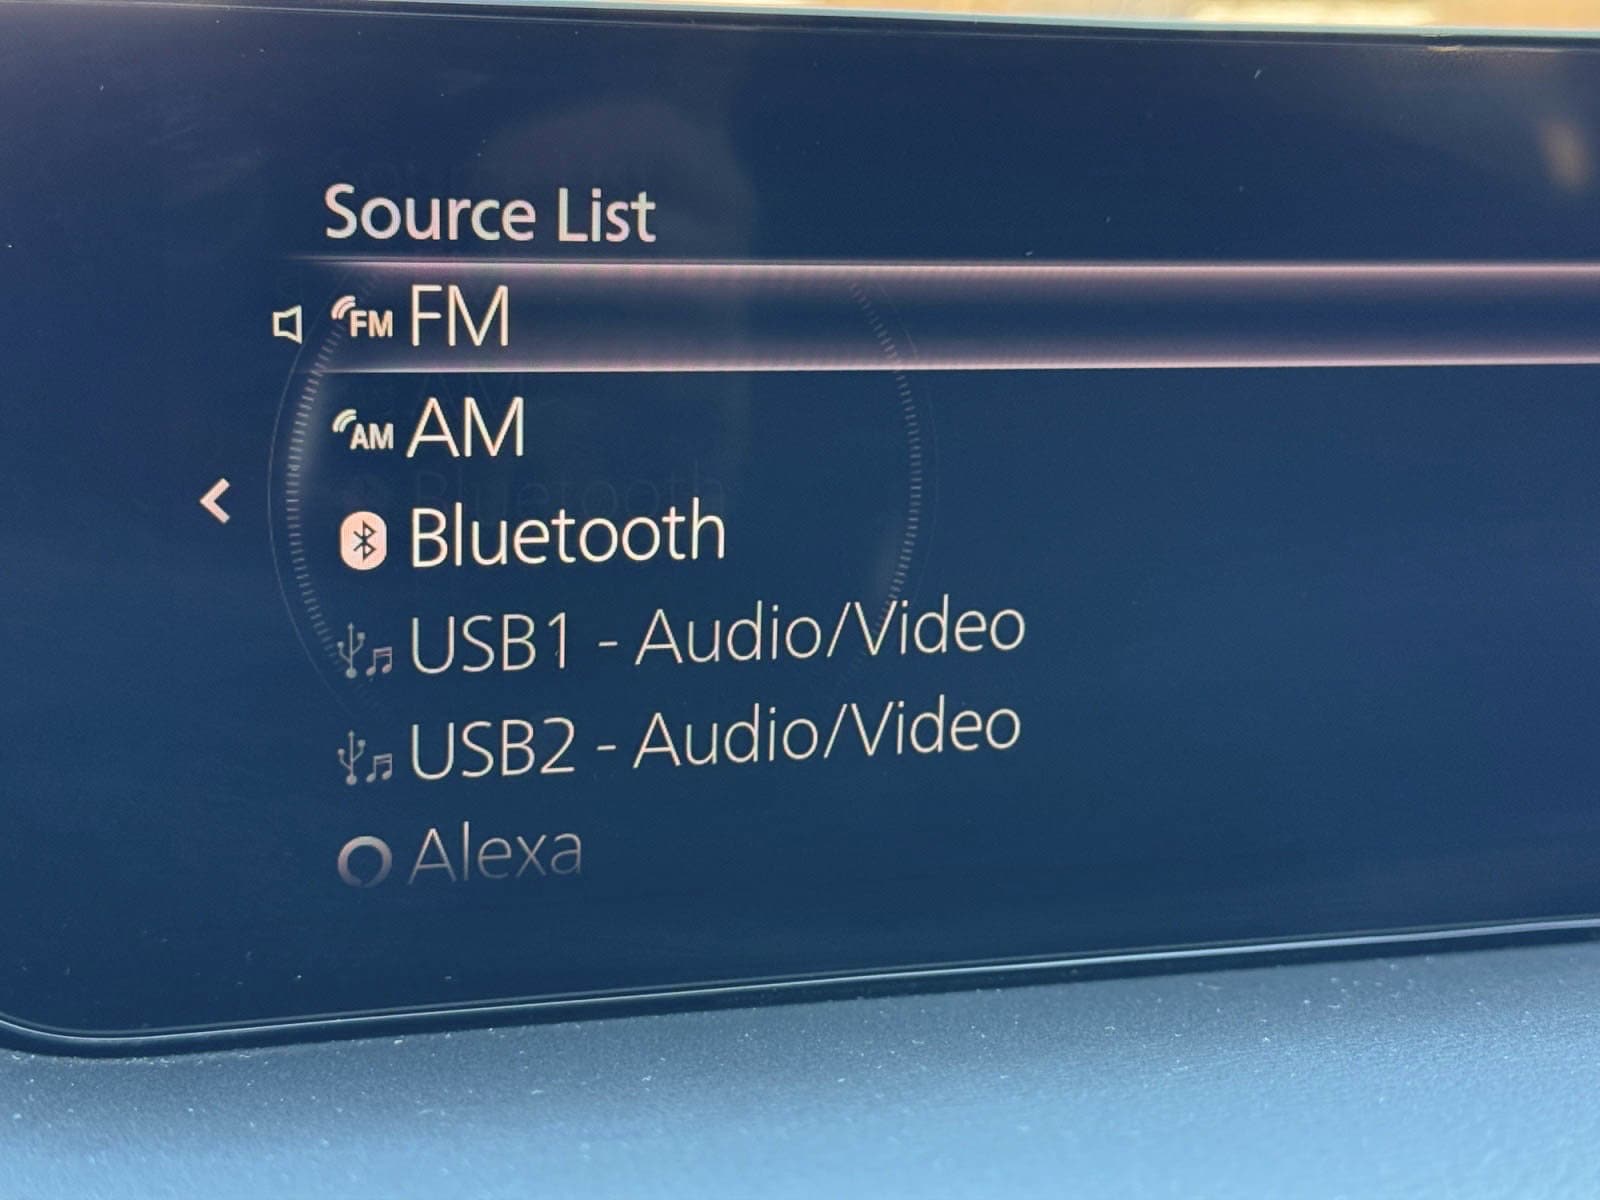 Source List
FM FM
AM AM
Bluetooth
USB1 - Audio/Video
USB2 - Audio/Video
Alexa